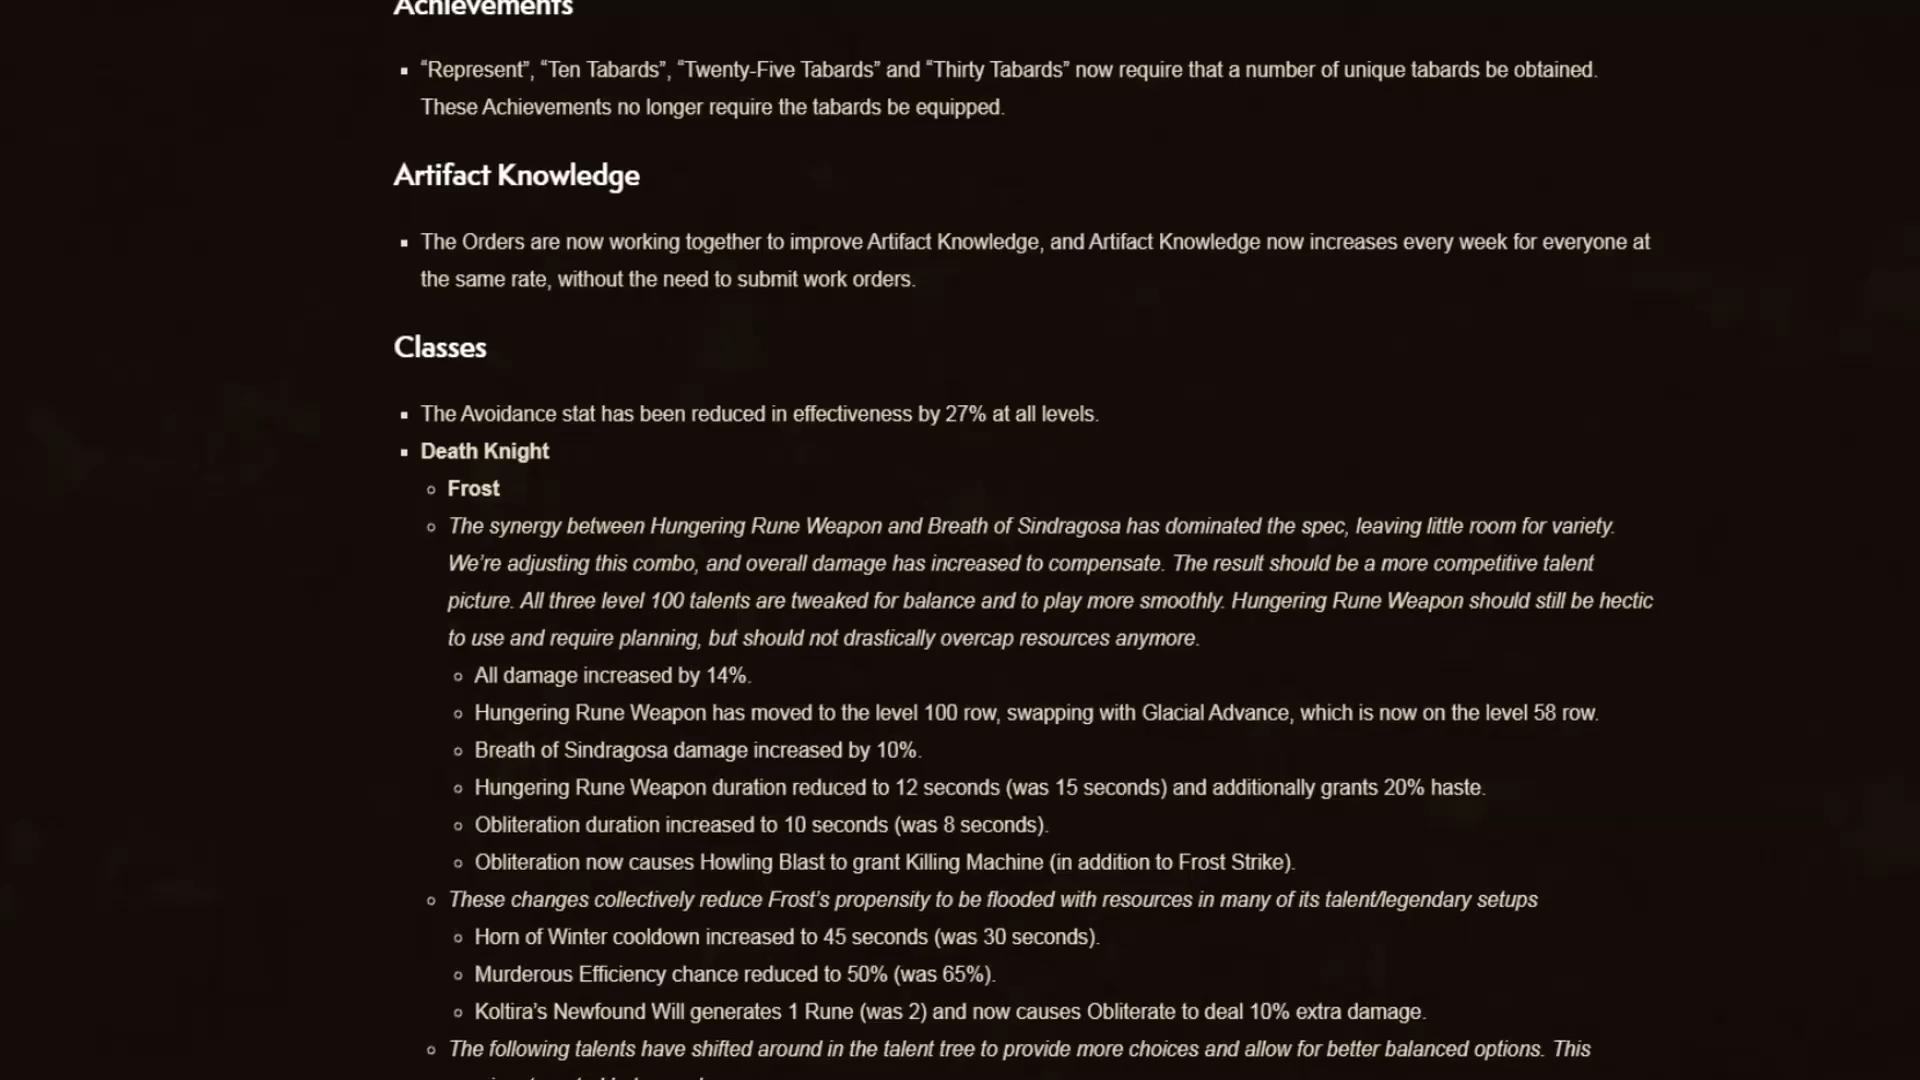 Achievements
“Represent”, “Ten Tabards”, “Twenty-Five Tabards” and “Thirty Tabards” now require that a number of unique tabards be obtained.
These Achievements no longer require the tabards be equipped.
Artifact Knowledge
The Orders are now working together to improve Artifact Knowledge, and Artifact Knowledge now increases every week for everyone at
the same rate, without the need to submit work orders.
Classes
The Avoidance stat has been reduced in effectiveness by 27% at all levels.
Death Knight
Frost
The synergy between Hungering Rune Weapon and Breath of Sindragosa has dominated the spec, leaving little room for variety.
We’re adjusting this combo, and overall damage has increased to compensate. The result should be a more competitive talent
picture. All three level 100 talents are tweaked for balance and to play more smoothly. Hungering Rune Weapon should still be hectic
to use and require planning, but should not drastically overcap resources anymore.
All damage increased by 14%.
Hungering Rune Weapon has moved to the level 100 row, swapping with Glacial Advance, which is now on the level 58 row.
Breath of Sindragosa damage increased by 10%.
Hungering Rune Weapon duration reduced to 12 seconds (was 15 seconds) and additionally grants 20% haste.
Obliteration duration increased to 10 seconds (was 8 seconds).
Obliteration now causes Howling Blast to grant Killing Machine (in addition to Frost Strike).
These changes collectively reduce Frost’s propensity to be flooded with resources in many of its talent/legendary setups
Horn of Winter cooldown increased to 45 seconds (was 30 seconds).
Murderous Efficiency chance reduced to 50% (was 65%).
Koltira’s Newfound Will generates 1 Rune (was 2) and now causes Obliterate to deal 10% extra damage.
The following talents have shifted around in the talent tree to provide more choices and allow for better balanced options. This